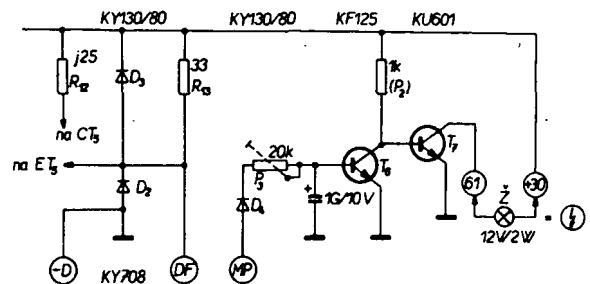 KY130/80 KY130/80 KF125 KU601
j25
R12
D3
33
R13
1k
(P2)
na CT5
na ET5
D2
20k
P3
D4
+
1G/10V
T6
T7
61
+30
Ž
12V/2W
=
-D
KY708
DF
MP